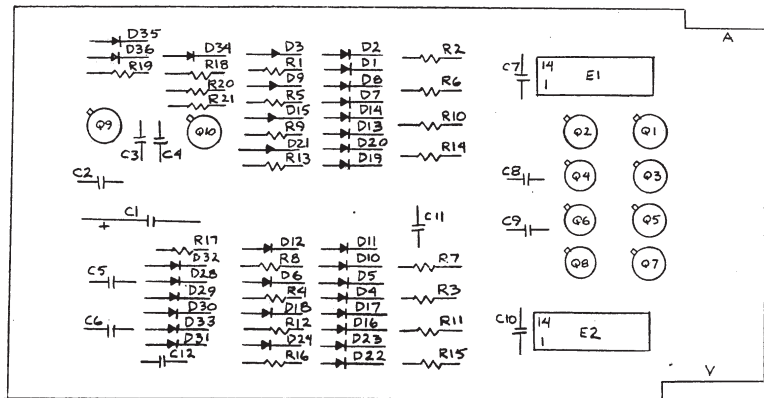 D35
D36
R19
D34
R18
R20
R21
D3
R1
D9
R5
D15
R9
D21
R13
D2
D1
D8
D7
D14
D13
D20
D19
R2
R6
R10
R14
A
C7
14
1
E1
Q9
Q10
C3
C4
C2
Q2
Q1
C8
Q4
Q3
C1
+
C11
C9
Q6
Q5
Q8
Q7
R17
D32
D28
D29
D30
D33
D31
C12
C5
C6
D12
R8
D6
R4
D18
R12
D24
R16
D11
D10
D5
D4
D17
D16
D23
D22
R7
R3
R11
R15
C10
14
1
E2
V